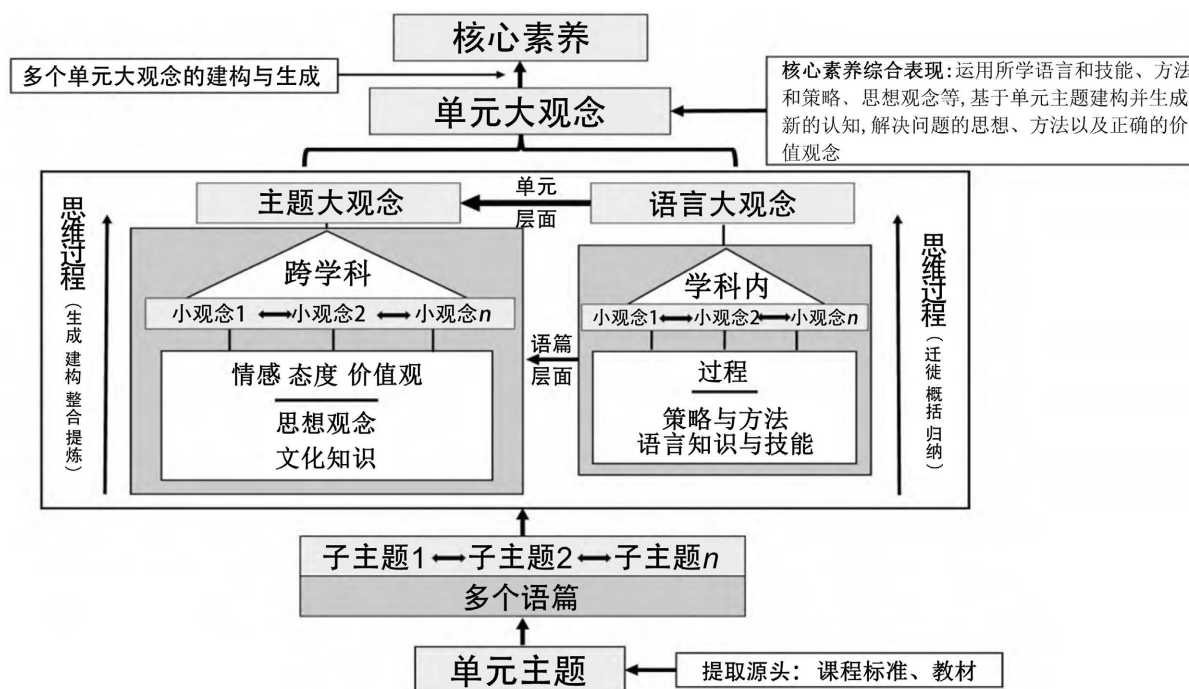 核心素养
多个单元大观念的建构与生成
单元大观念
核心素养综合表现:运用所学语言和技能、方法
和策略、思想观念等,基于单元主题建构并生成
新的认知,解决问题的思想、方法以及正确的价
值观念
思维过程(生成 建构 整合 提炼)
主题大观念
单元
层面
语言大观念
跨学科
小观念1 小观念2 小观念n
情感 态度 价值观
思想观念
文化知识
语篇
层面
学科内
小观念1 小观念2 小观念n
过程
策略与方法
语言知识与技能
思维过程(迁徙 概括 归纳)
子主题1 子主题2 子主题n
多个语篇
单元主题
提取源头: 课程标准、教材